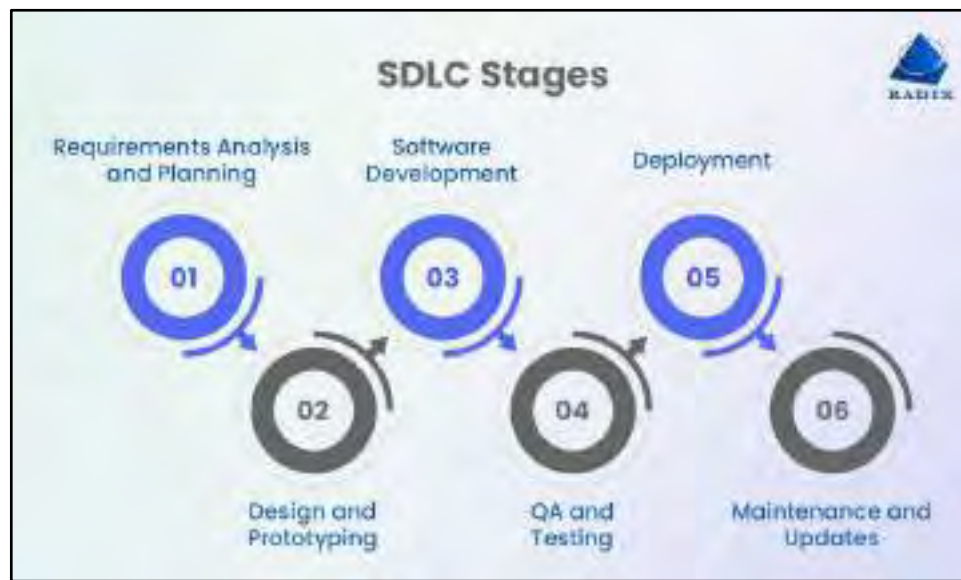 SDLC Stages
RADIX
Requirements Analysis
and Planning
Software
Development
Deployment
01
03
05
02
04
06
Design and
Prototyping
QA and
Testing
Maintenance and
Updates